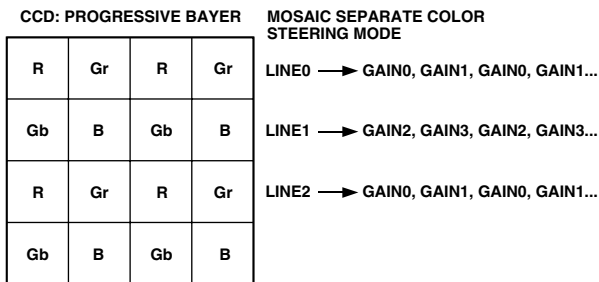 CCD: PROGRESSIVE BAYER
MOSAIC SEPARATE COLOR
STEERING MODE
R Gr R Gr
LINE0 GAIN0, GAIN1, GAIN0, GAIN1...
Gb B Gb B
LINE1 GAIN2, GAIN3, GAIN2, GAIN3...
R Gr R Gr
LINE2 GAIN0, GAIN1, GAIN0, GAIN1...
Gb B Gb B